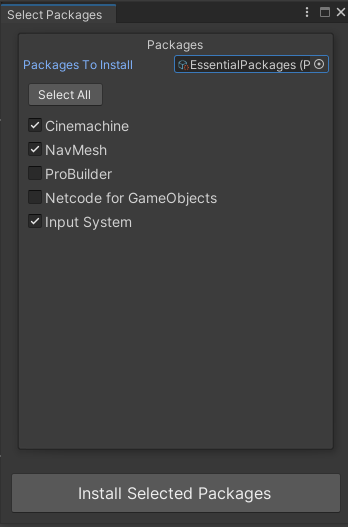 Select Packages
Packages
Packages To Install
EssentialPackages (P
Select All
Cinemachine
NavMesh
ProBuilder
Netcode for GameObjects
Input System
Install Selected Packages